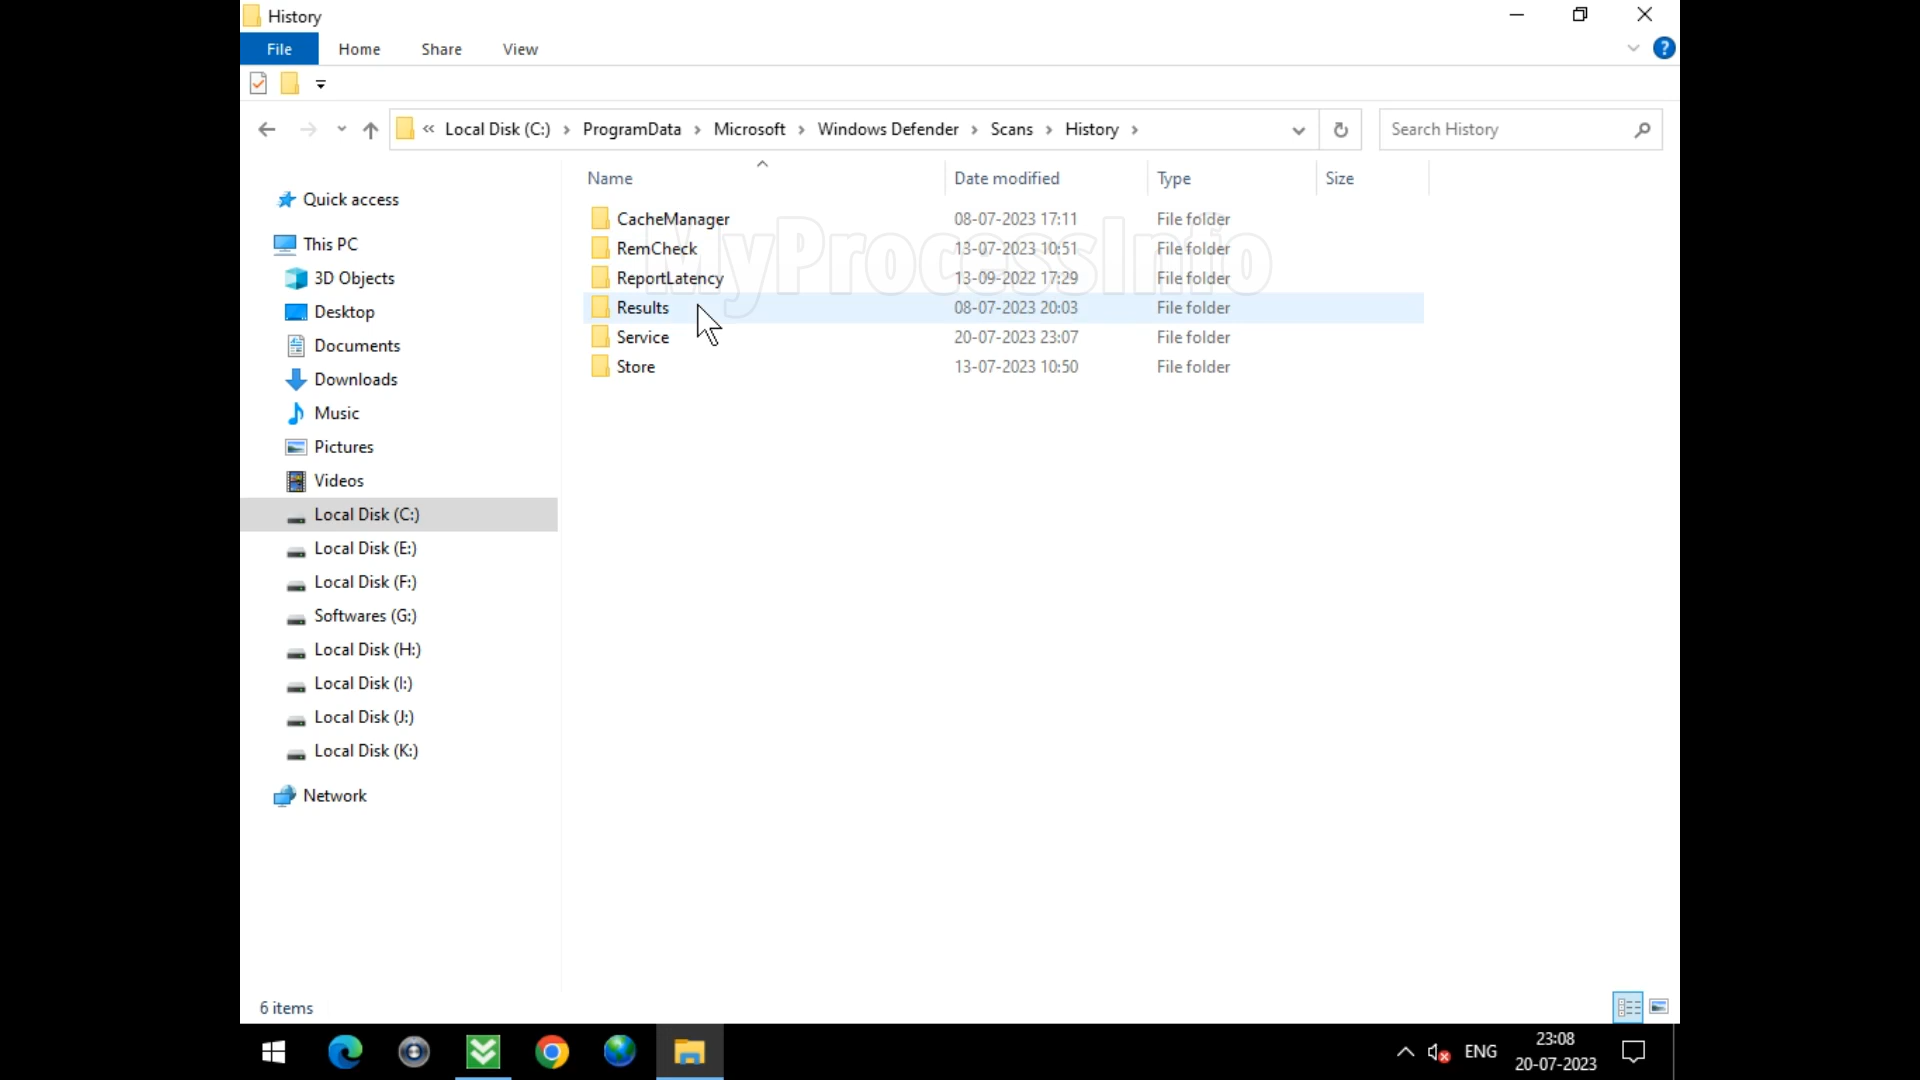 History
File Home Share View
« Local Disk (C:) › ProgramData › Microsoft › Windows Defender › Scans › History ›
Search History
Name Date modified Type Size
Quick access
This PC
3D Objects
Desktop
Documents
Downloads
Music
Pictures
Videos
Local Disk (C:)
Local Disk (E:)
Local Disk (F:)
Softwares (G:)
Local Disk (H:)
Local Disk (I:)
Local Disk (J:)
Local Disk (K:)
Network
CacheManager 08-07-2023 17:11 File folder
RemCheck 13-07-2023 10:51 File folder
ReportLatency 13-09-2022 17:29 File folder
Results 08-07-2023 20:03 File folder
Service 20-07-2023 23:07 File folder
Store 13-07-2023 10:50 File folder
MyProcessInfo
6 items
ENG
23:08
20-07-2023